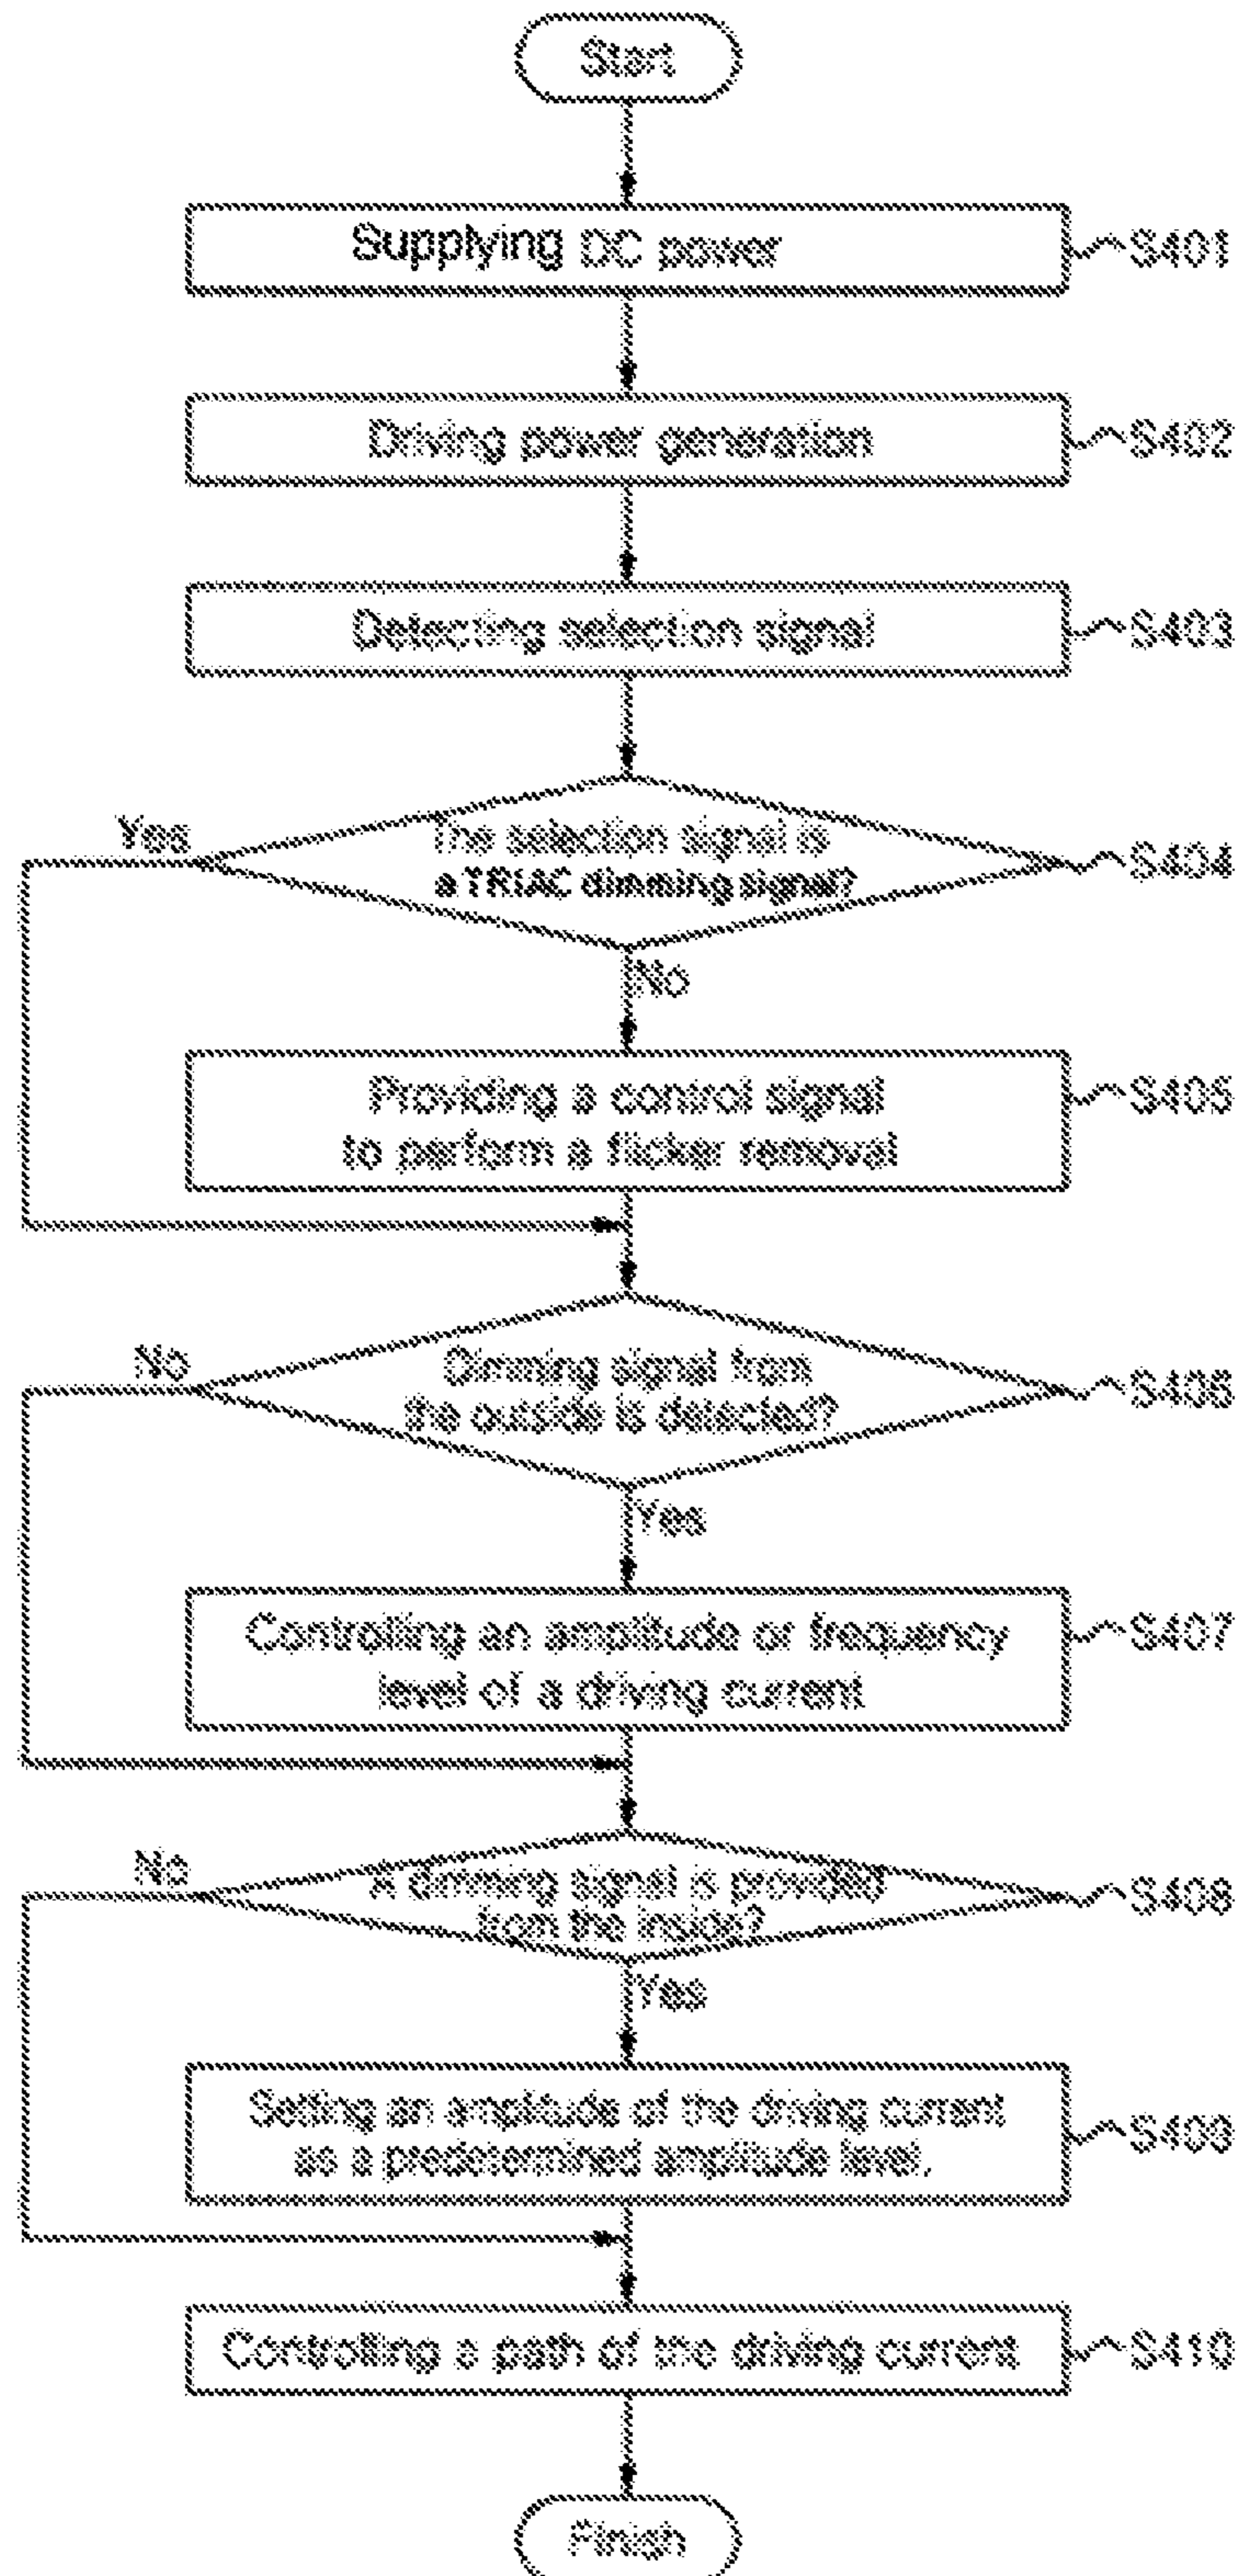 Start
Supplying DC power
S401
Driving power generation
S402
Detecting selection signal
S403
Yes
The selection signal is
a TRIAC dimming signal?
S404
No
Providing a control signal
to perform a flicker removal
S405
No
Dimming signal from
the outside is detected?
S406
Yes
Controlling an amplitude or frequency
level of a driving current
S407
No
A dimming signal is provided
from the inside?
S408
Yes
Setting an amplitude of the driving current
as a predetermined amplitude level.
S409
Controlling a path of the driving current
S410
Finish